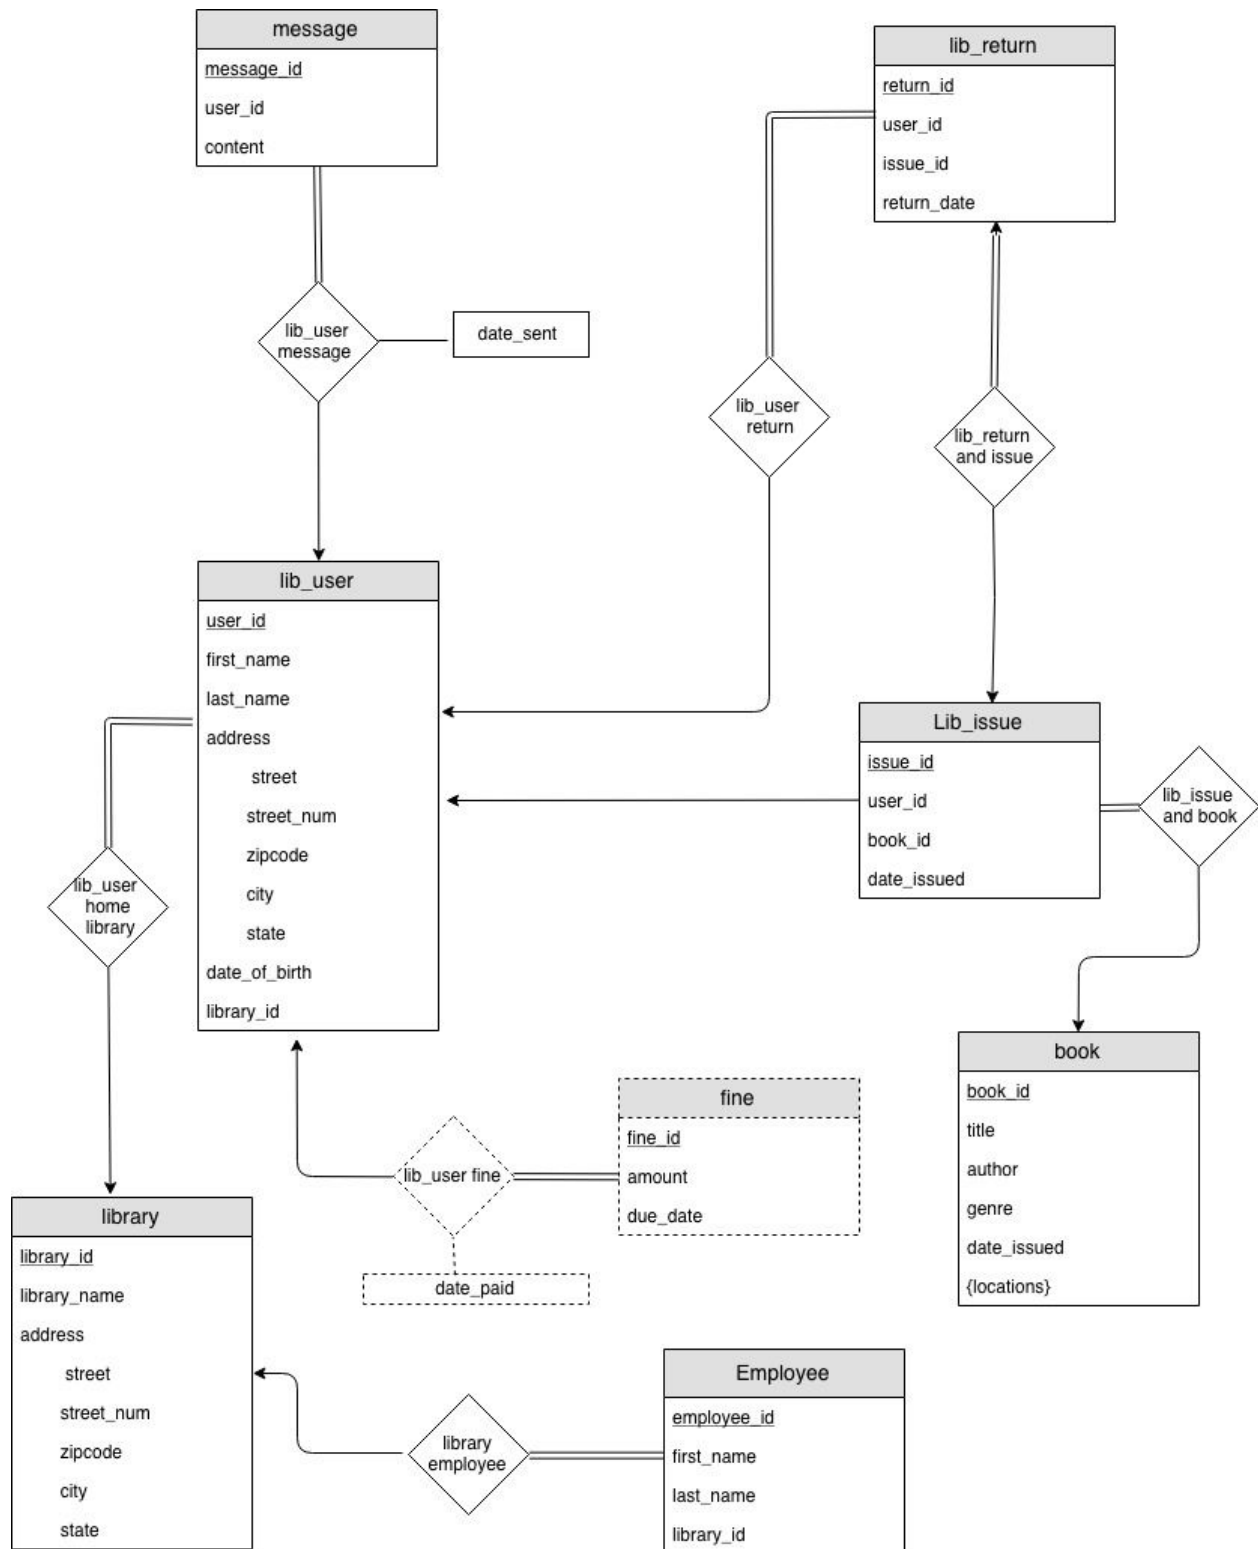 message
message_id
user_id
content
lib_return
return_id
user_id
issue_id
return_date
lib_user
message
date_sent
lib_user
return
lib_return
and issue
lib_user
user_id
first_name
last_name
address
street
street_num
zipcode
city
state
date_of_birth
library_id
Lib_issue
issue_id
user_id
book_id
date_issued
lib_issue
and book
lib_user
home
library
book
book_id
title
author
genre
date_issued
{locations}
fine
fine_id
amount
due_date
lib_user fine
date_paid
library
library_id
library_name
address
street
street_num
zipcode
city
state
library
employee
Employee
employee_id
first_name
last_name
library_id